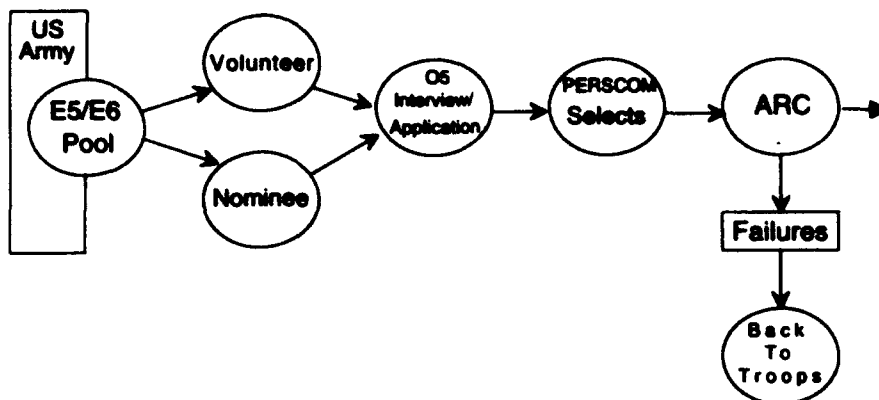 US
Army
E5/E6
Pool
Volunteer
Nominee
O5
Interview/
Application
PERSCOM
Selects
ARC
Failures
Back
To
Troops